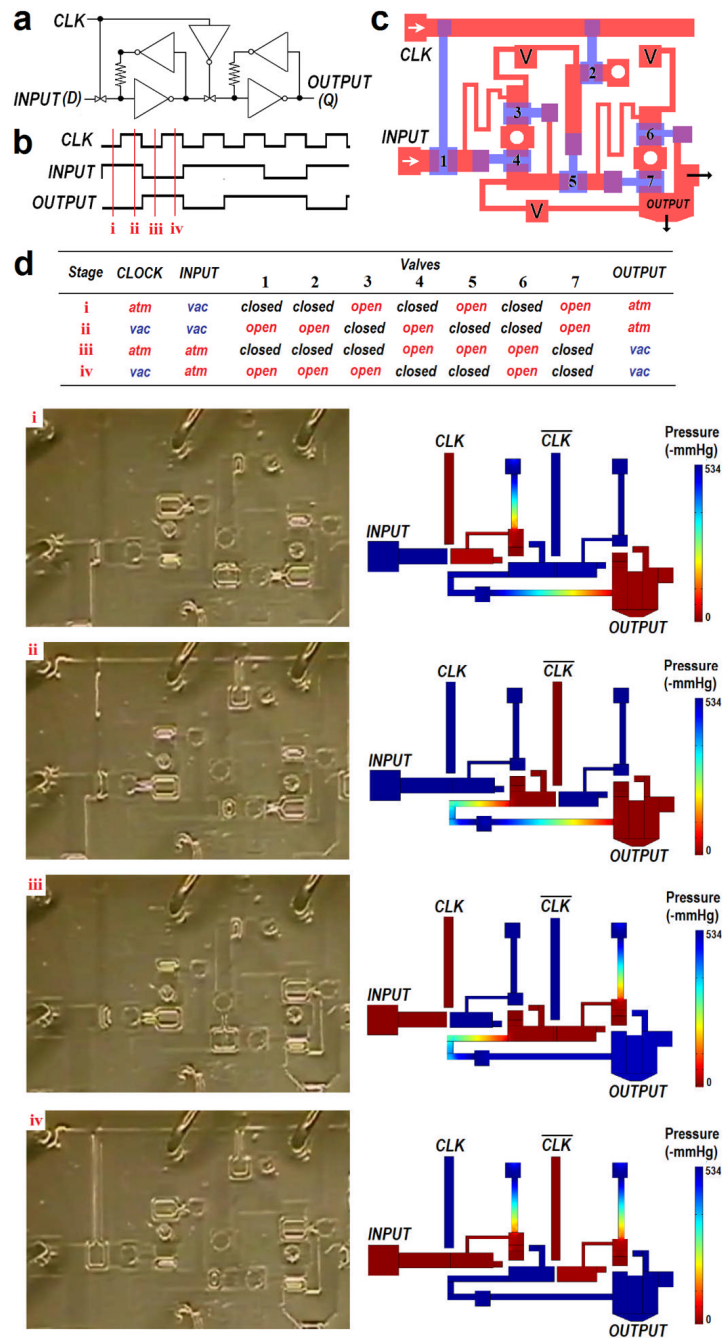 a
CLK
INPUT(D)
OUTPUT
(Q)
b
CLK
INPUT
OUTPUT
i ii iii iv
c
CLK
V V
2
3
INPUT
6
1 4
5 7
V
OUTPUT
d
Stage CLOCK INPUT Valves OUTPUT
1 2 3 4 5 6 7
i atm vac closed closed open closed open closed open atm
ii vac vac open open closed open closed closed open atm
iii atm atm closed closed closed open open open closed vac
iv vac atm open open open closed closed open closed vac
i
CLK CLK
INPUT
OUTPUT
Pressure
(-mmHg)
534
0
ii
CLK CLK
INPUT
OUTPUT
Pressure
(-mmHg)
534
0
iii
CLK CLK
INPUT
OUTPUT
Pressure
(-mmHg)
534
0
iv
CLK CLK
INPUT
OUTPUT
Pressure
(-mmHg)
534
0